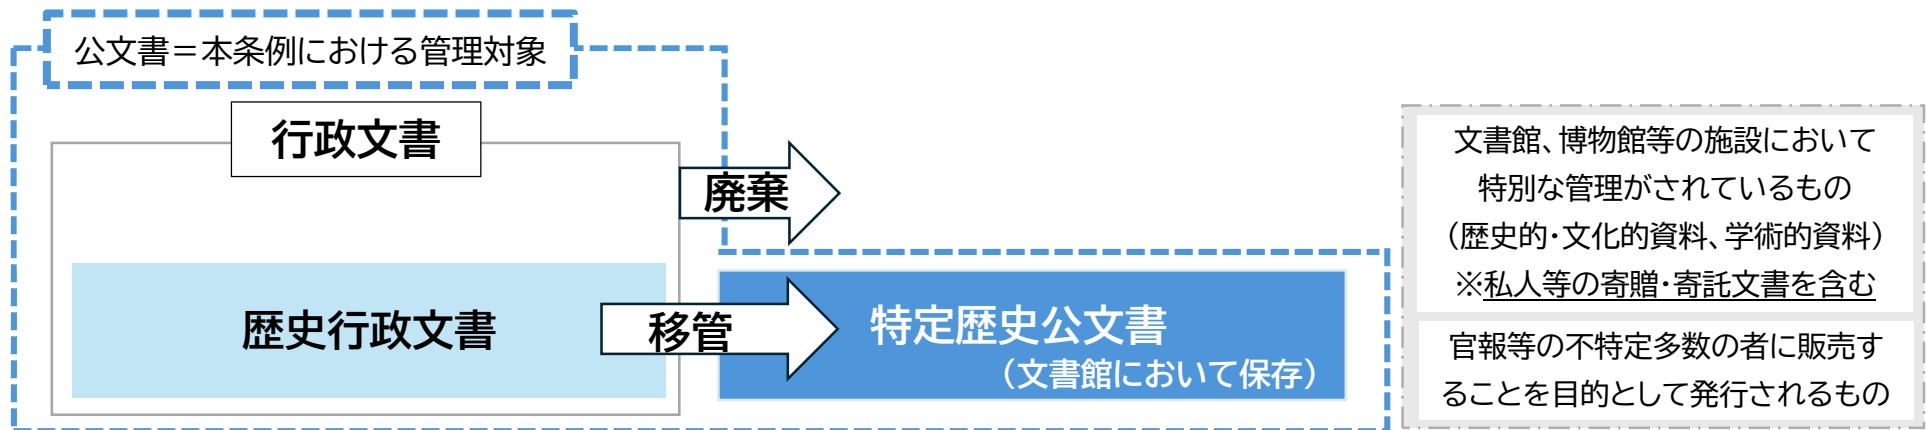 公文書＝本条例における管理対象
行政文書
廃棄
歴史行政文書
移管
特定歴史公文書
（文書館において保存）
文書館、博物館等の施設において
特別な管理がされているもの
（歴史的・文化的資料、学術的資料）
※私人等の寄贈・寄託文書を含む
官報等の不特定多数の者に販売す
ることを目的として発行されるもの